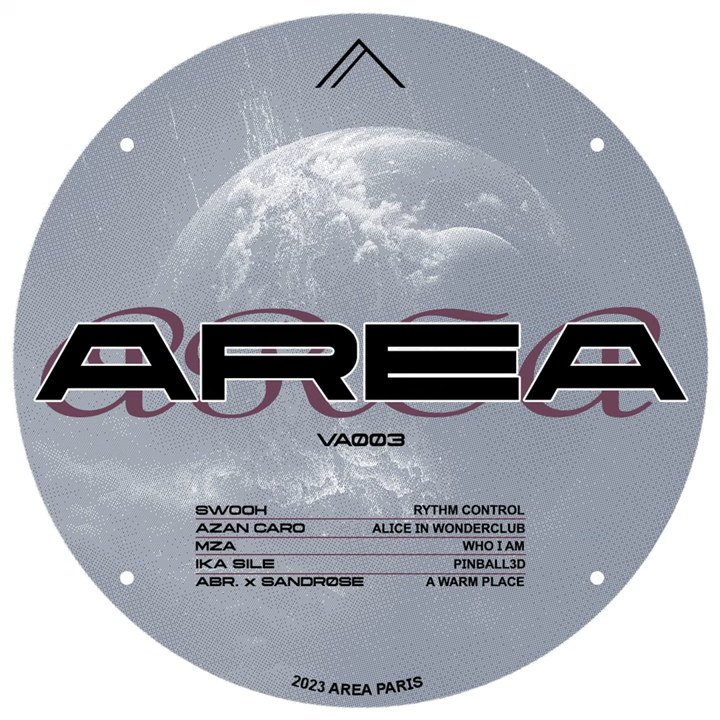 area
AREA
VA003
SWOOH RYTHM CONTROL
AZAN CARO ALICE IN WONDERCLUB
MZA WHO I AM
IKA SILE PINBALL3D
ABR. x SANDRØSE A WARM PLACE
2023 AREA PARIS